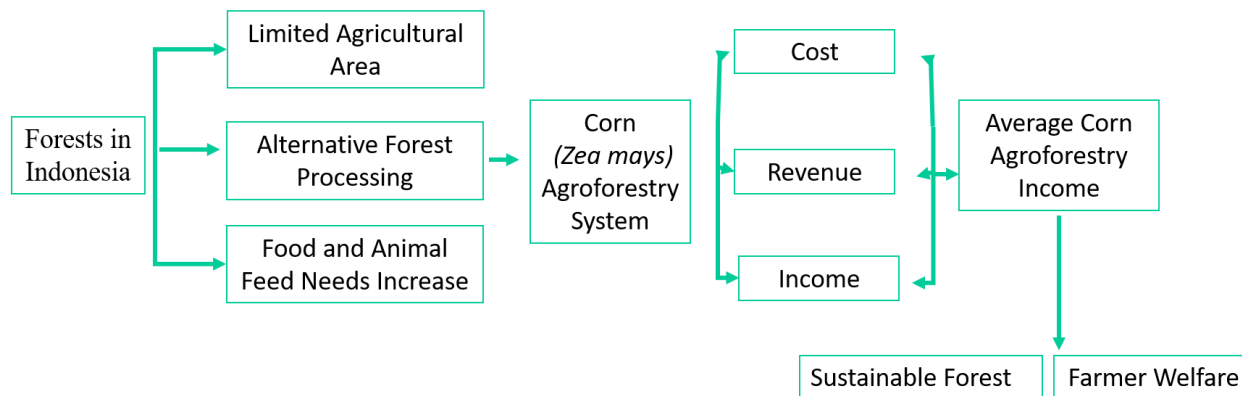 Forests in
Indonesia
Limited Agricultural
Area
Alternative Forest
Processing
Food and Animal
Feed Needs Increase
Corn
(Zea mays)
Agroforestry
System
Cost
Revenue
Income
Average Corn
Agroforestry
Income
Sustainable Forest
Farmer Welfare